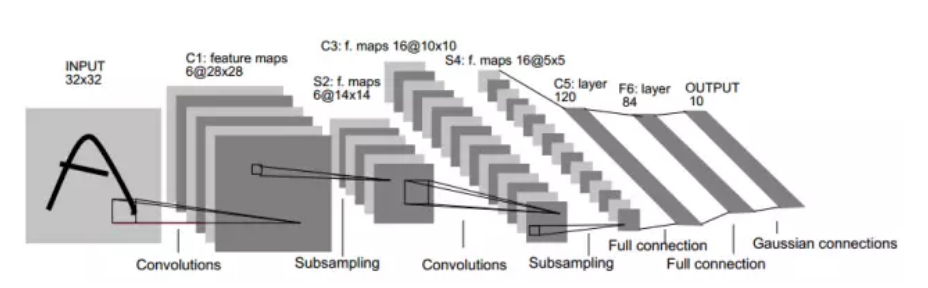 INPUT
32x32
C1: feature maps
6@28x28
S2: f. maps
6@14x14
C3: f. maps 16@10x10
S4: f. maps 16@5x5
C5: layer
120
F6: layer
84
OUTPUT
10
Convolutions
Subsampling
Convolutions
Subsampling
Full connection
Full connection
Gaussian connections